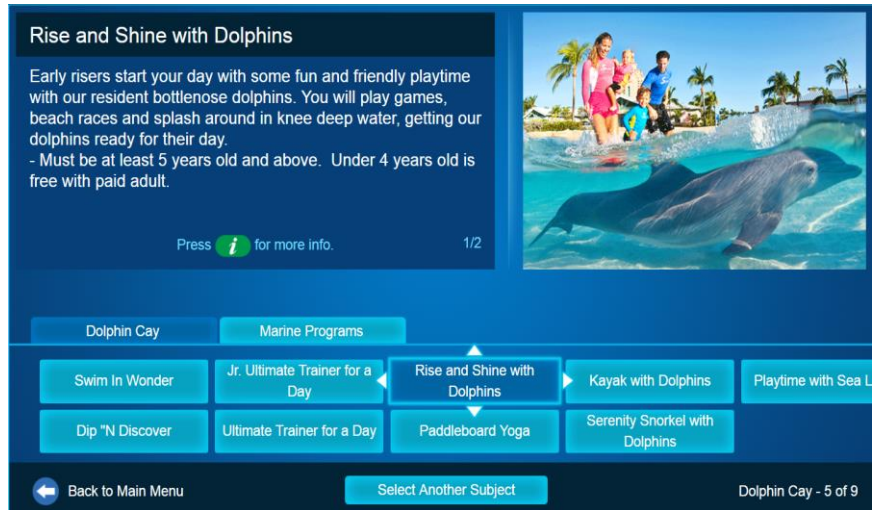 Rise and Shine with Dolphins
Early risers start your day with some fun and friendly playtime
with our resident bottlenose dolphins. You will play games,
beach races and splash around in knee deep water, getting our
dolphins ready for their day.
- Must be at least 5 years old and above. Under 4 years old is
free with paid adult.
Press i for more info.
1/2
Dolphin Cay
Marine Programs
Swim In Wonder
Jr. Ultimate Trainer for a
Day
Rise and Shine with
Dolphins
Kayak with Dolphins
Playtime with Sea L
Dip "N Discover
Ultimate Trainer for a Day
Paddleboard Yoga
Serenity Snorkel with
Dolphins
Back to Main Menu
Select Another Subject
Dolphin Cay - 5 of 9